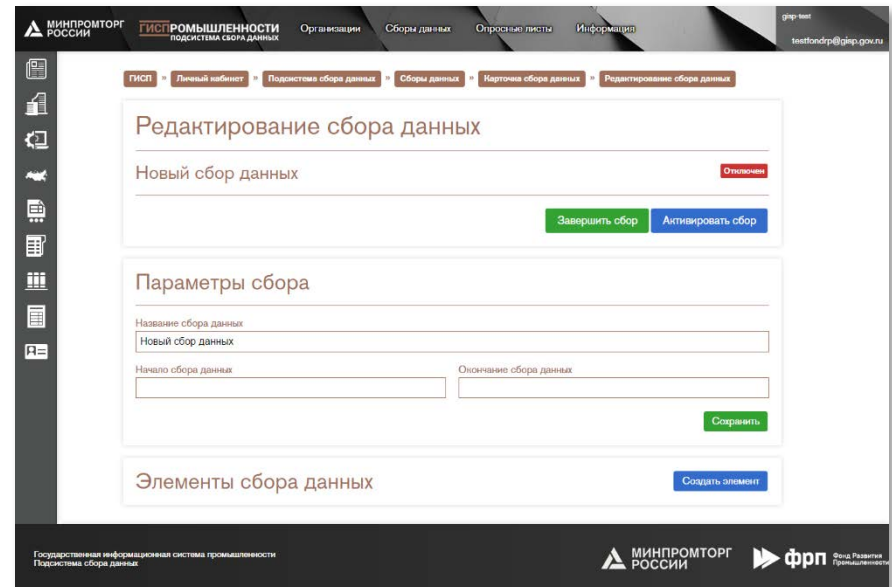 МИНПРОМТОРГ
РОССИИ
ГИСППРОМЫШЛЕННОСТИ
ПОДСИСТЕМА СБОРА ДАННЫХ
Организации
Сборы данных
Опросные листы
Информация
gisp-test
testfondrp@gisp.gov.ru
ГИСП » Личный кабинет » Подсистема сбора данных » Сборы данных » Карточка сбора данных » Редактирование сбора данных
Редактирование сбора данных
Новый сбор данных
Отключен
Завершить сбор
Активировать сбор
Параметры сбора
Название сбора данных
Новый сбор данных
Начало сбора данных
Окончание сбора данных
Сохранить
Элементы сбора данных
Создать элемент
Государственная информационная система промышленности
Подсистема сбора данных
МИНПРОМТОРГ
РОССИИ
фрп
Фонд Развития
Промышленности